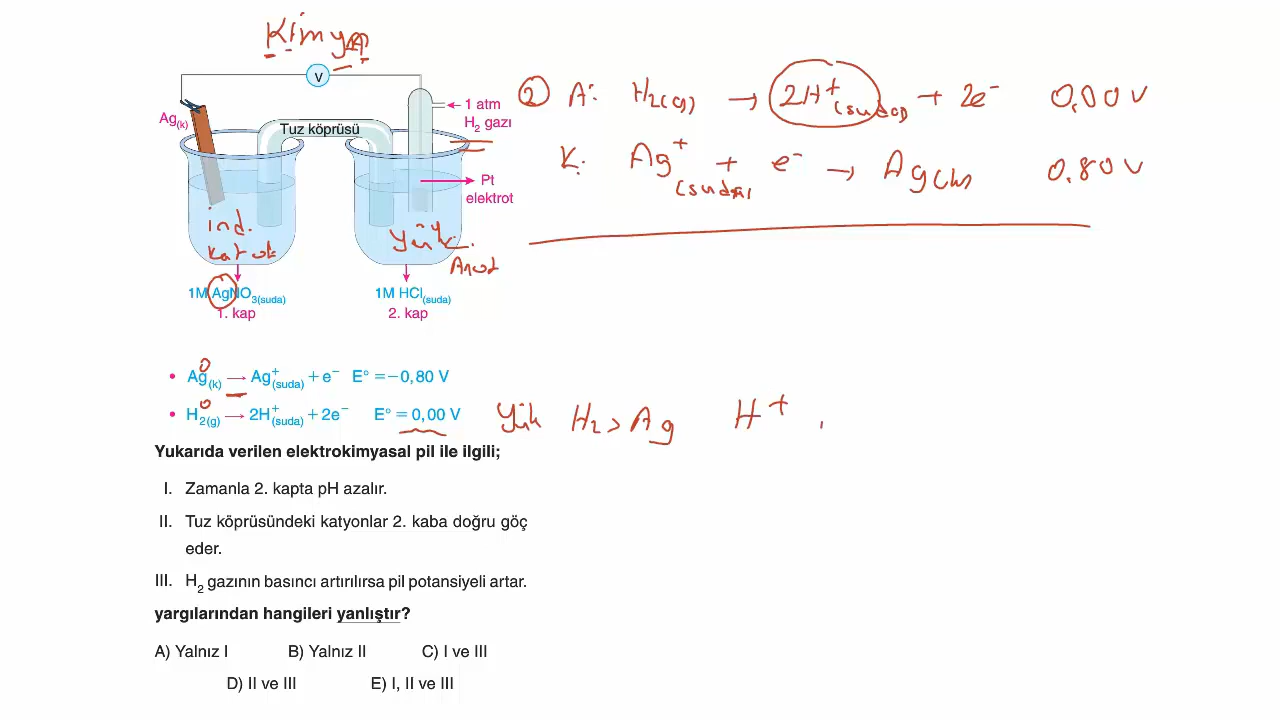 Kimya
V
Ag(k)
Tuz köprüsü
1 atm
H2 gazı
Pt
elektrot
ind.
katot
Yük
Anot
1M AgNO3(suda)
1. kap
1M HCl(suda)
2. kap
2 A: H2(g) → 2H+(suda) + 2e- 0,00 V
K: Ag+(suda) + e- → Ag(k) 0.80 V
• Ag(k) → Ag+(suda) + e– E° = –0,80 V
0
• H2(g) → 2H+(suda) + 2e– E° = 0,00 V
0
Yük H2 > Ag H+
Yukarıda verilen elektrokimyasal pil ile ilgili;
I. Zamanla 2. kapta pH azalır.
II. Tuz köprüsündeki katyonlar 2. kaba doğru göç
eder.
III. H2 gazının basıncı artırılırsa pil potansiyeli artar.
yargılarından hangileri yanlıştır?
A) Yalnız I B) Yalnız II C) I ve III
D) II ve III E) I, II ve III